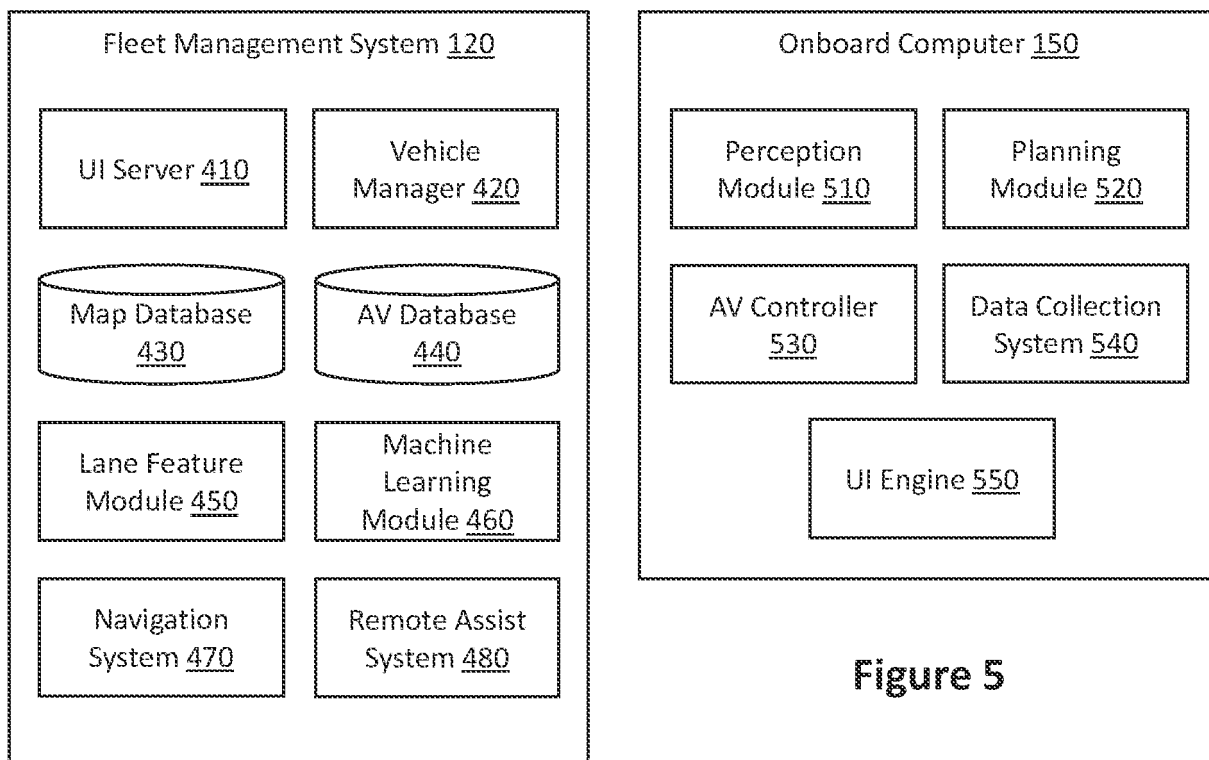 Fleet Management System 120
UI Server 410
Vehicle
Manager 420
Map Database
430
AV Database
440
Lane Feature
Module 450
Machine
Learning
Module 460
Navigation
System 470
Remote Assist
System 480
Onboard Computer 150
Perception
Module 510
Planning
Module 520
AV Controller
530
Data Collection
System 540
UI Engine 550
Figure 5